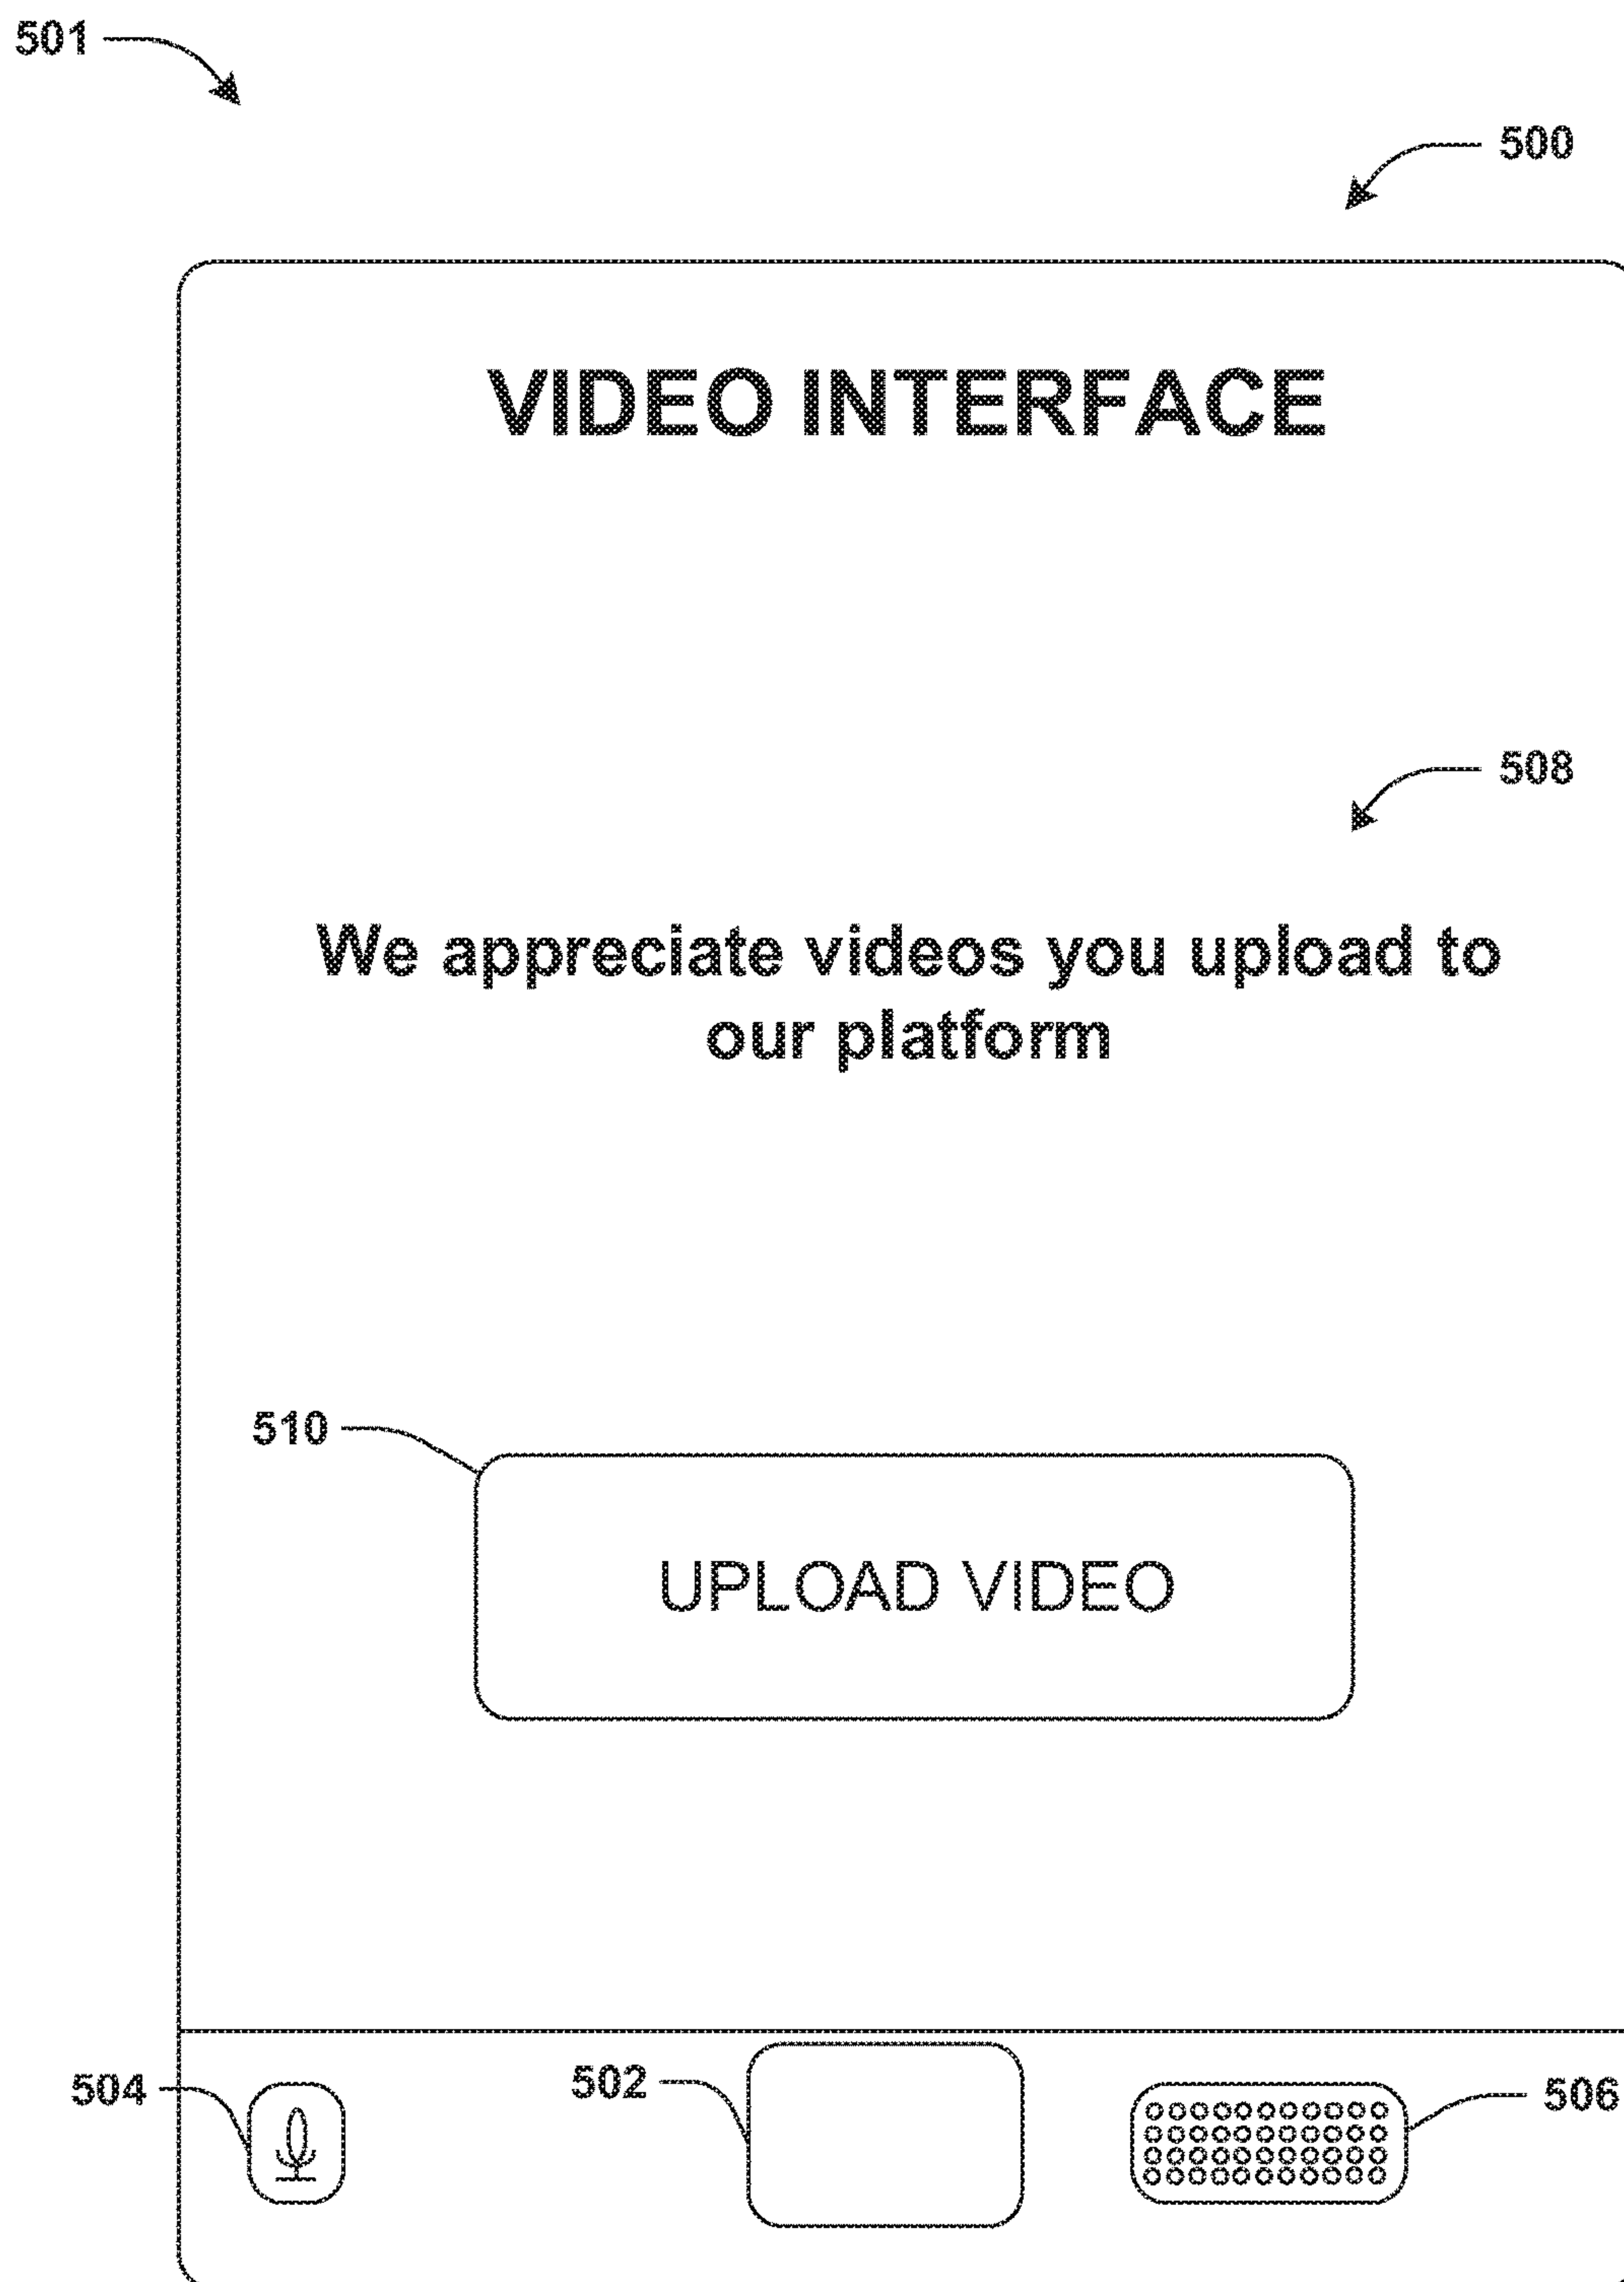 501
500
VIDEO INTERFACE
508
We appreciate videos you upload to
our platform
510
UPLOAD VIDEO
504
502
506